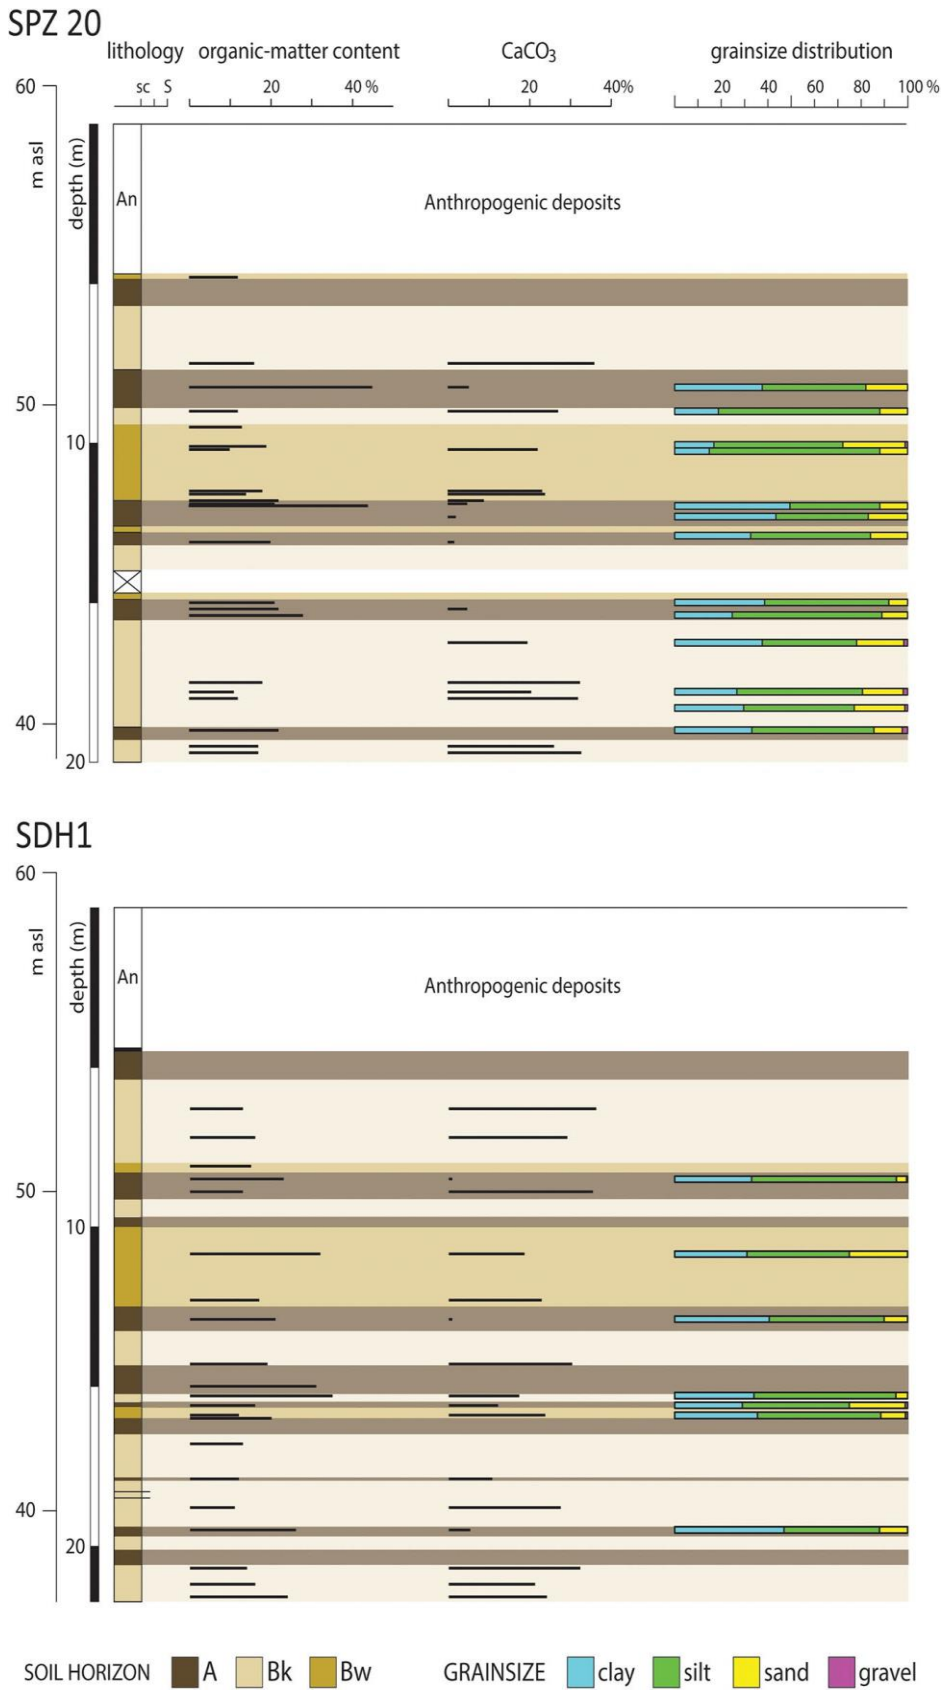 SPZ 20
lithology organic-matter content CaCO₃ grainsize distribution
60 sc S 20 40 % 20 40% 20 40 60 80 100 %
m asl
depth (m)
An
Anthropogenic deposits
50
10
40
20
SDH1
60
m asl
depth (m)
An
Anthropogenic deposits
50
10
40
20
SOIL HORIZON A Bk Bw GRAINSIZE clay silt sand gravel